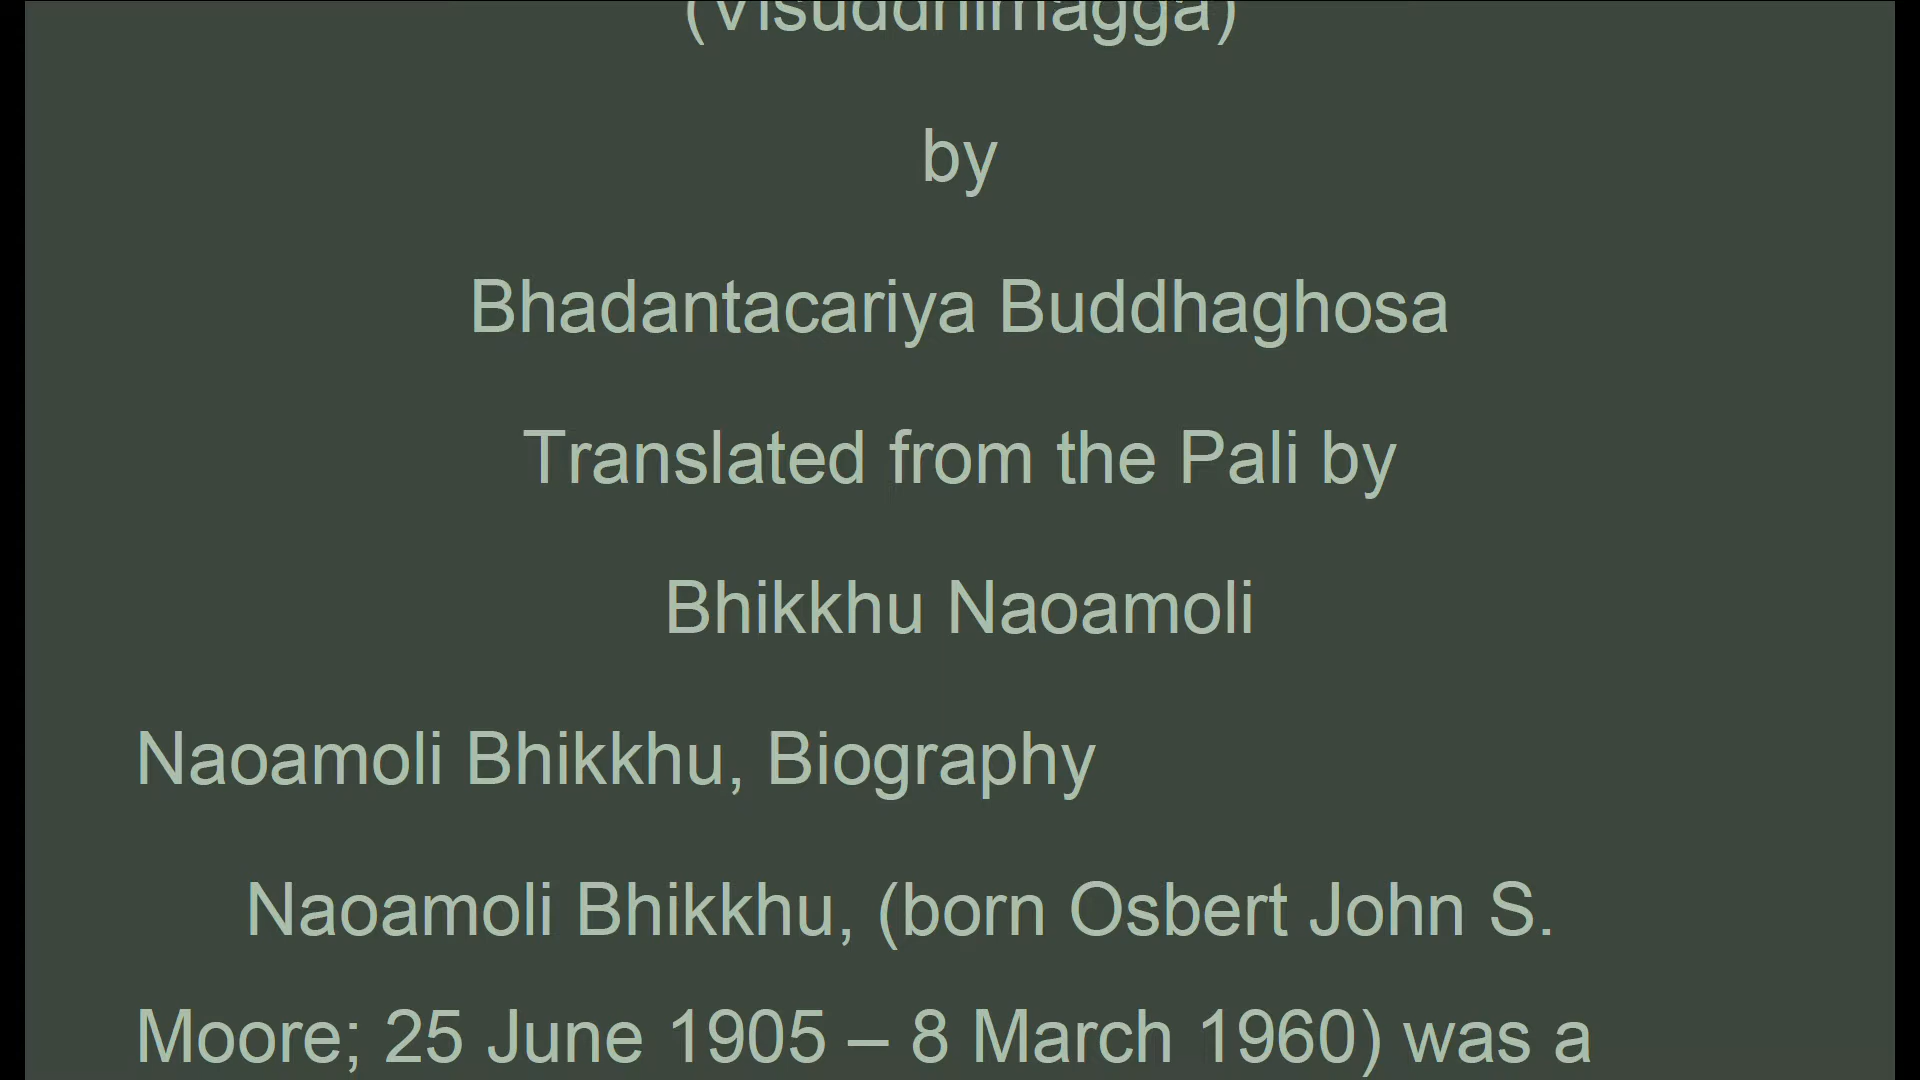 (Visuddhimagga)
by
Bhadantacariya Buddhaghosa
Translated from the Pali by
Bhikkhu Naoamoli
Naoamoli Bhikkhu, Biography
Naoamoli Bhikkhu, (born Osbert John S.
Moore; 25 June 1905 – 8 March 1960) was a